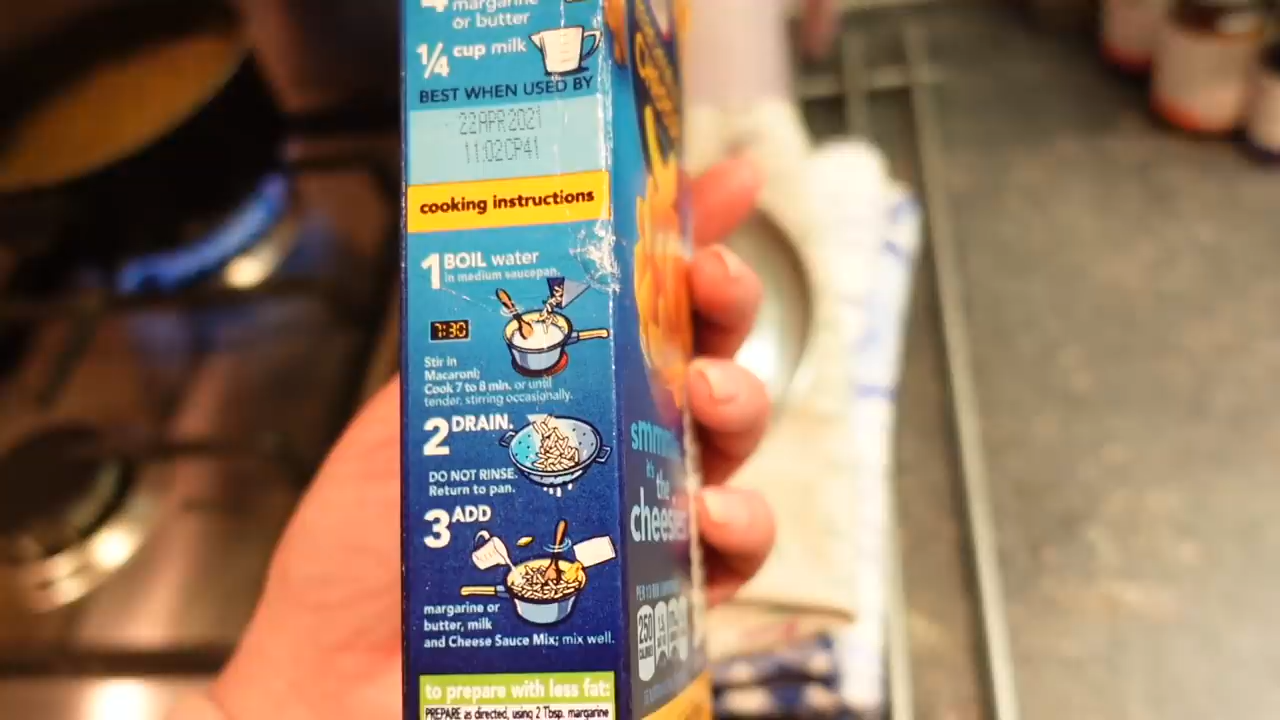 4 margarine
or butter
1/4 cup milk
BEST WHEN USED BY
22APR2021
11:02CP41
cooking instructions
1 BOIL water
in medium saucepan.
7:30
Stir in
Macaroni;
Cook 7 to 8 min. or until
tender, stirring occasionally.
2 DRAIN.
DO NOT RINSE.
Return to pan.
3 ADD
margarine or
butter, milk
and Cheese Sauce Mix; mix well.
to prepare with less fat:
PREPARE as directed, using 2 Tbsp. margarine
it's
the
250
CALORIES